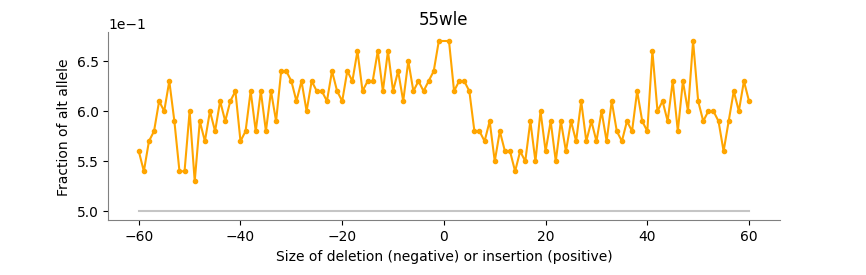 55wle
1e−1
Fraction of alt allele
6.5
6.0
5.5
5.0
−60 −40 −20 0 20 40 60
Size of deletion (negative) or insertion (positive)